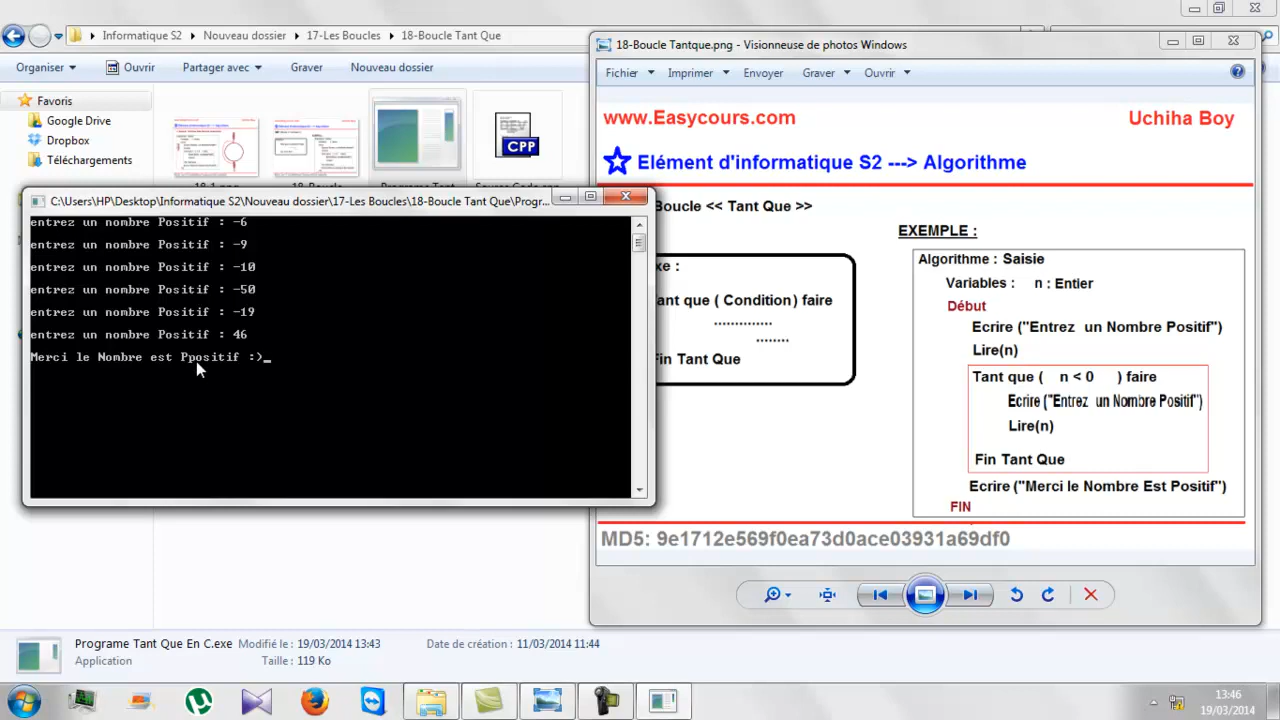 Informatique S2
Nouveau dossier
17-Les Boucles
18-Boucle Tant Que
Organiser
Ouvrir
Partager avec
Graver
Nouveau dossier
Favoris
Google Drive
Dropbox
Téléchargements
CPP
C:\Users\HP\Desktop\Informatique S2\Nouveau dossier\17-Les Boucles\18-Boucle Tant Que\Progr...
entrez un nombre Positif : -6
entrez un nombre Positif : -9
entrez un nombre Positif : -10
entrez un nombre Positif : -50
entrez un nombre Positif : -19
entrez un nombre Positif : 46
Merci le Nombre est Ppositif :)_
18-Boucle Tantque.png - Visionneuse de photos Windows
Fichier
Imprimer
Envoyer
Graver
Ouvrir
www.Easycours.com
Uchiha Boy
Elément d'informatique S2 ---> Algorithme
Boucle << Tant Que >>
xe :
ant que ( Condition ) faire
..............
........
Fin Tant Que
EXEMPLE :
Algorithme : Saisie
Variables : n : Entier
Début
Ecrire ("Entrez un Nombre Positif")
Lire(n)
Tant que ( n < 0 ) faire
Ecrire ("Entrez un Nombre Positif")
Lire(n)
Fin Tant Que
Ecrire ("Merci le Nombre Est Positif")
FIN
MD5: 9e1712e569f0ea73d0ace03931a69df0
Programe Tant Que En C.exe
Modifié le : 19/03/2014 13:43
Date de création : 11/03/2014 11:44
Application
Taille : 119 Ko
13:46
19/03/2014